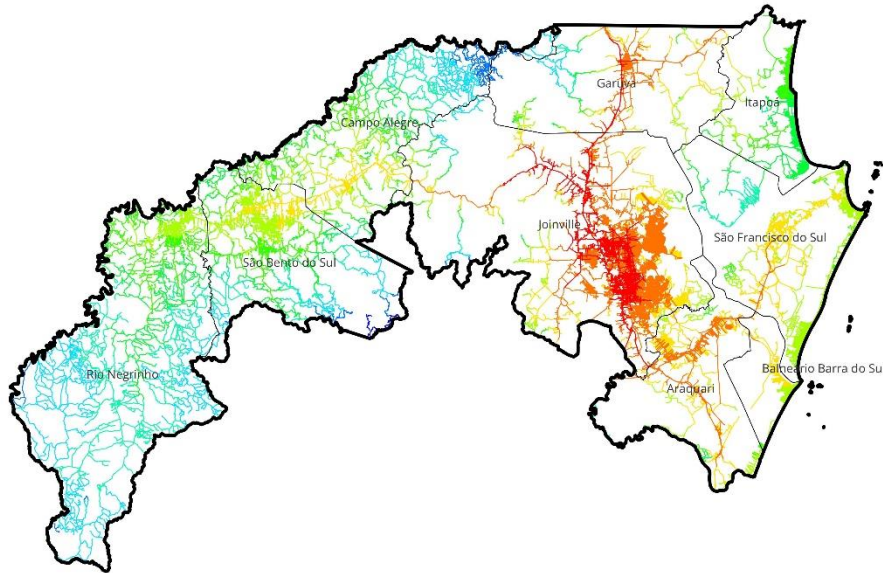 Garuva
Itapoá
Campo Alegre
Joinville
São Francisco do Sul
São Bento do Sul
Balneário Barra do Su
Rio Negrinho
Araquari